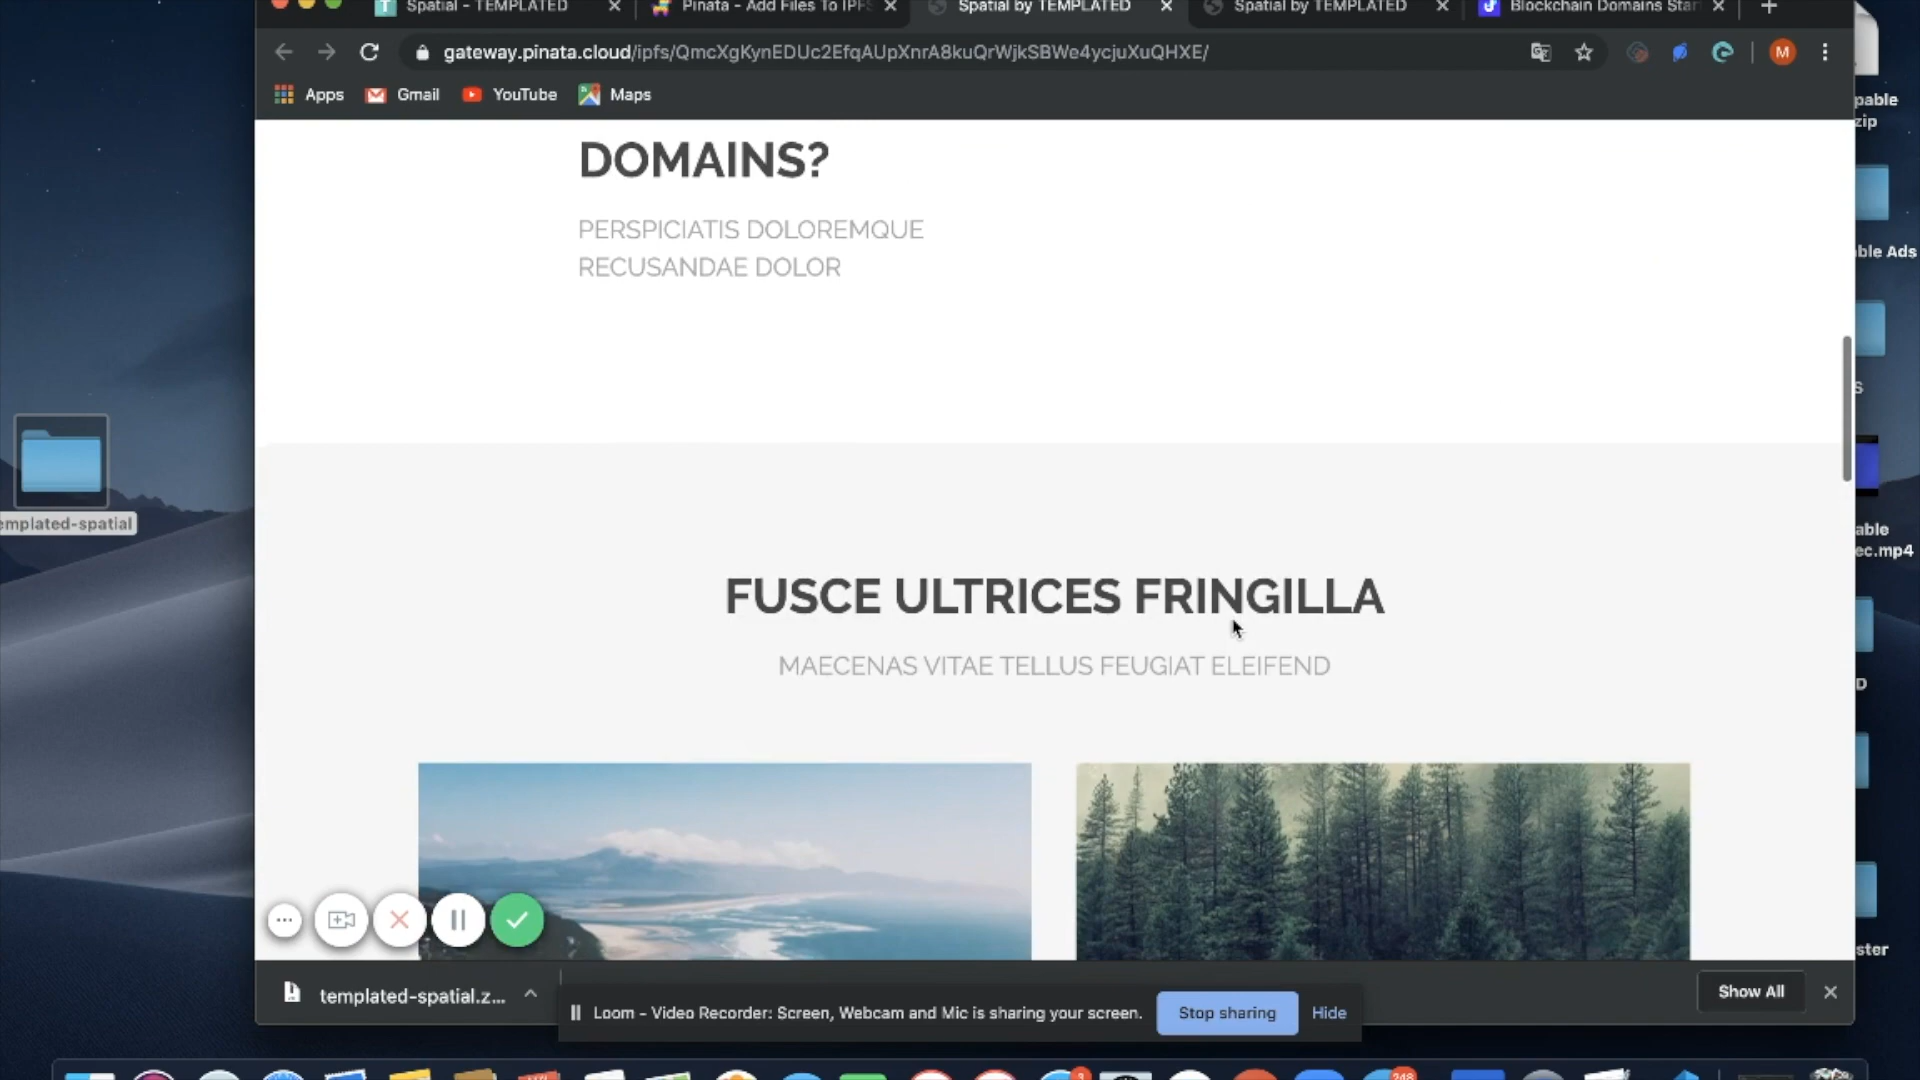 Spatial - TEMPLATED
Pinata - Add Files To IPFS
Spatial by TEMPLATED
Spatial by TEMPLATED
Blockchain Domains Star
gateway.pinata.cloud/ipfs/QmcXgKynEDUc2EfqAUpXnrA8kuQrWjkSBWe4ycjuXuQHXE/
M
Apps
Gmail
YouTube
Maps
DOMAINS?
PERSPICIATIS DOLOREMQUE
RECUSANDAE DOLOR
FUSCE ULTRICES FRINGILLA
MAECENAS VITAE TELLUS FEUGIAT ELEIFEND
emplated-spatial
pable
zip
ble Ads
S
able
ec.mp4
D
ster
templated-spatial.z...
Show All
Loom - Video Recorder: Screen, Webcam and Mic is sharing your screen.
Stop sharing
Hide
3
248